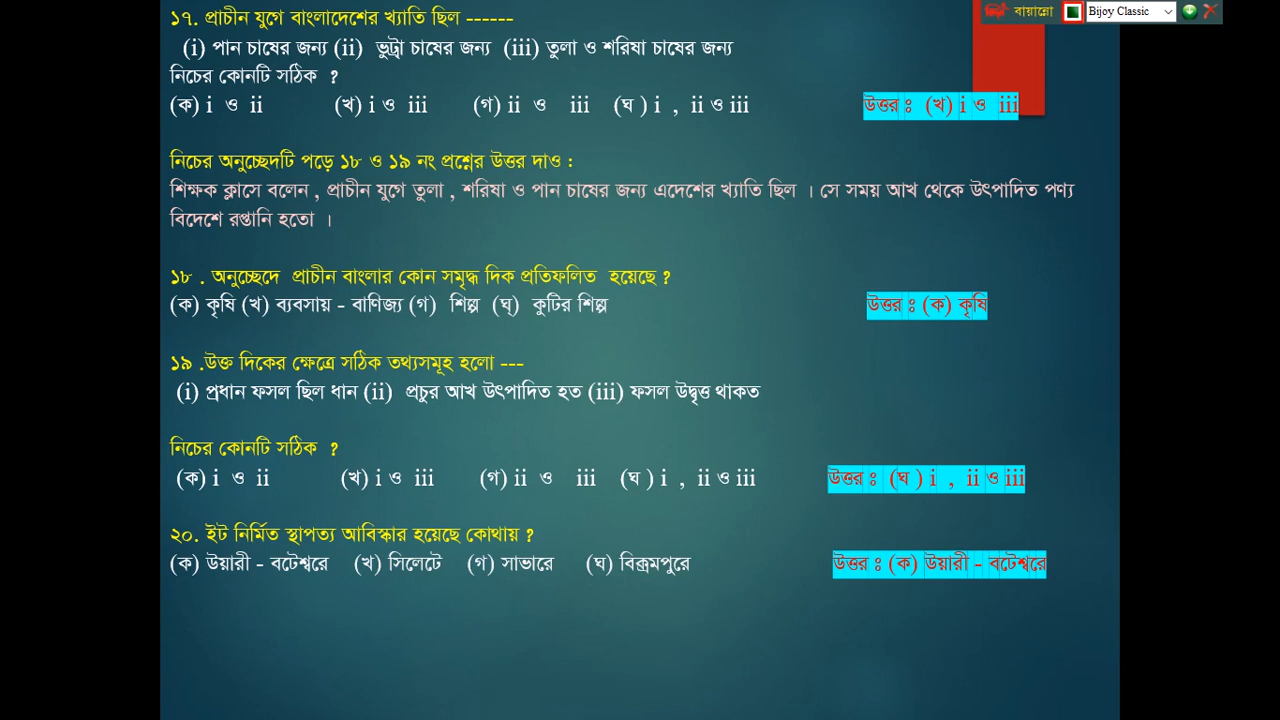 বায়ান্নো Bijoy Classic
১৭. প্রাচীন যুগে বাংলাদেশের খ্যাতি ছিল ------
(i) পান চাষের জন্য (ii) ভুট্রা চাষের জন্য (iii) তুলা ও শরিষা চাষের জন্য
নিচের কোনটি সঠিক ?
(ক) i ও ii (খ) i ও iii (গ) ii ও iii (ঘ ) i , ii ও iii উত্তর ঃ (খ) i ও iii
নিচের অনুচ্ছেদটি পড়ে ১৮ ও ১৯ নং প্রশ্নের উত্তর দাও :
শিক্ষক ক্লাসে বলেন , প্রাচীন যুগে তুলা , শরিষা ও পান চাষের জন্য এদেশের খ্যাতি ছিল । সে সময় আখ থেকে উৎপাদিত পণ্য
বিদেশে রপ্তানি হতো ।
১৮ . অনুচ্ছেদে প্রাচীন বাংলার কোন সমৃদ্ধ দিক প্রতিফলিত হয়েছে ?
(ক) কৃষি (খ) ব্যবসায় - বাণিজ্য (গ) শিল্প (ঘ) কুটির শিল্প উত্তর ঃ (ক) কৃষি
১৯ .উক্ত দিকের ক্ষেত্রে সঠিক তথ্যসমূহ হলো ---
(i) প্রধান ফসল ছিল ধান (ii) প্রচুর আখ উৎপাদিত হত (iii) ফসল উদ্বৃত্ত থাকত
নিচের কোনটি সঠিক ?
(ক) i ও ii (খ) i ও iii (গ) ii ও iii (ঘ ) i , ii ও iii উত্তর ঃ (ঘ ) i , ii ও iii
২০. ইট নির্মিত স্থাপত্য আবিস্কার হয়েছে কোথায় ?
(ক) উয়ারী - বটেশ্বরে (খ) সিলেটে (গ) সাভারে (ঘ) বিক্রমপুরে উত্তর ঃ (ক) উয়ারী - বটেশ্বরে